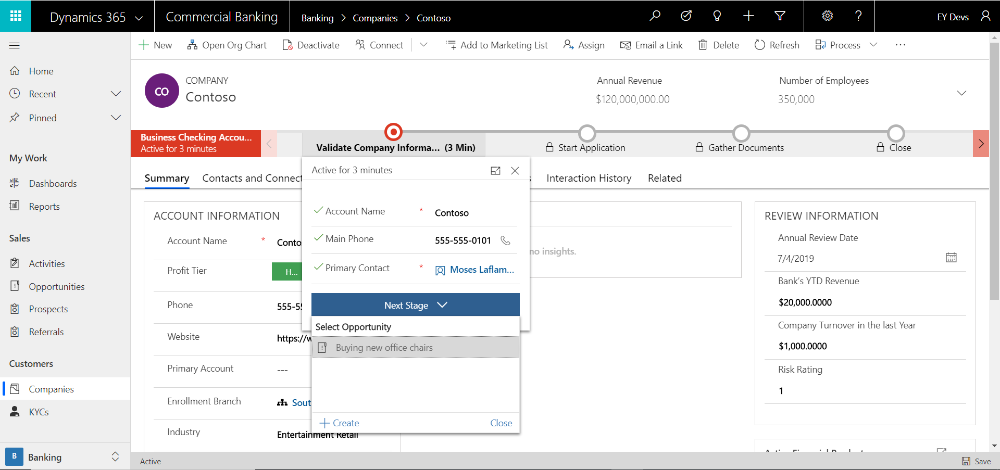 Dynamics 365
Commercial Banking
Banking > Companies > Contoso
EY Devs
New
Open Org Chart
Deactivate
Connect
Add to Marketing List
Assign
Email a Link
Delete
Refresh
Process
Home
Recent
Pinned
My Work
Dashboards
Reports
Sales
Activities
Opportunities
Prospects
Referrals
Customers
Companies
KYCs
B
Banking
CO
COMPANY
Contoso
Annual Revenue
$120,000,000.00
Number of Employees
350,000
Business Checking Accou...
Active for 3 minutes
Validate Company Informa... (3 Min)
Start Application
Gather Documents
Close
Summary
Contacts and Connect
s
Interaction History
Related
ACCOUNT INFORMATION
Account Name * Conto
Profit Tier
H...
Phone
555-55
Website
https://w
Primary Account
---
Enrollment Branch
Sout
Industry
Entertainment Retail
Active for 3 minutes
Account Name * Contoso
Main Phone
555-555-0101
Primary Contact * Moses Laflam...
Next Stage
Select Opportunity
Buying new office chairs
Create
Close
no insights.
REVIEW INFORMATION
Annual Review Date
7/4/2019
Bank's YTD Revenue
$20,000.0000
Company Turnover in the last Year
$1,000.0000
Risk Rating
1
Active
Save